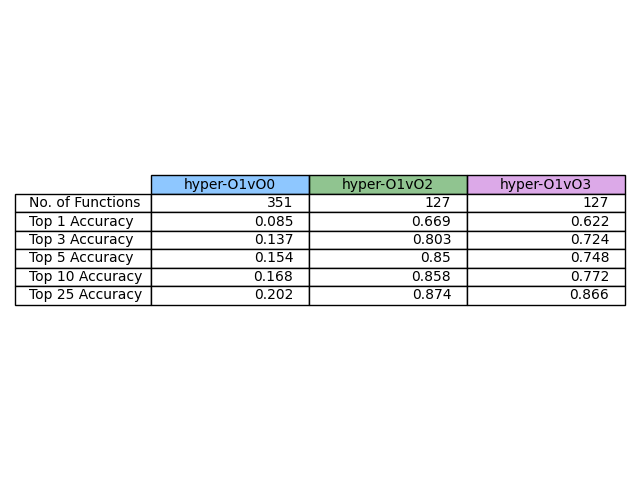 hyper-O1vO0 hyper-O1vO2 hyper-O1vO3
No. of Functions 351 127 127
Top 1 Accuracy 0.085 0.669 0.622
Top 3 Accuracy 0.137 0.803 0.724
Top 5 Accuracy 0.154 0.85 0.748
Top 10 Accuracy 0.168 0.858 0.772
Top 25 Accuracy 0.202 0.874 0.866